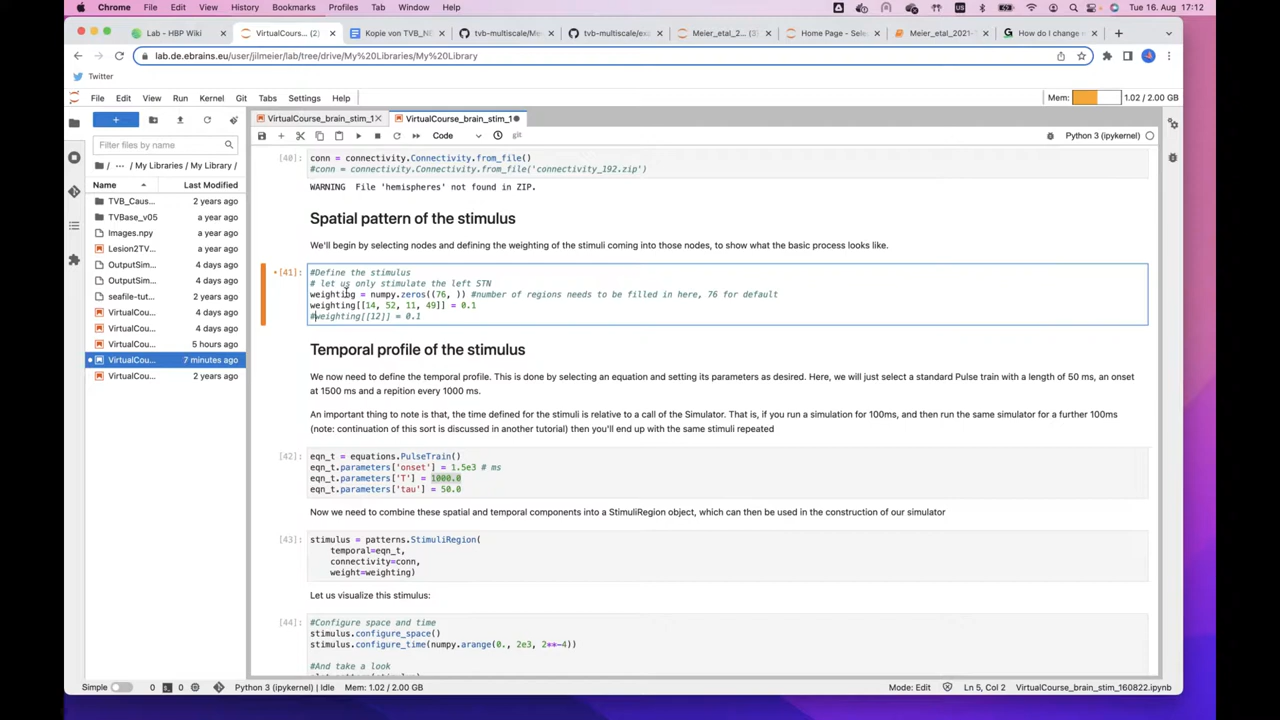 Chrome File Edit View History Bookmarks Profiles Tab Window Help Tue 16. Aug 17:12
Lab - HBP Wiki VirtualCours... (2) Kopie von TVB_N tvb-multiscale/Me tvb-multiscale/ex Meier_etal_2... (3) Home Page - Sele Meier_etal_2021- How do I change
lab.de.ebrains.eu/user/jilmeier/lab/tree/drive/My%20Libraries/My%20Library
Twitter
File Edit View Run Kernel Git Tabs Settings Help Mem: 1.02 / 2.00 GB
VirtualCourse_brain_stim_1 VirtualCourse_brain_stim_1
Code git Python 3 (ipykernel)
Filter files by name
/ ... / My Libraries / My Library /
Name Last Modified
TVB_Caus... 2 years ago
TVBase_v05 a year ago
Images.npy a year ago
Lesion2TV... a year ago
OutputSim... 4 days ago
OutputSi... 4 days ago
seafile-tut... 4 days ago
VirtualCou... 4 days ago
VirtualCou... 4 days ago
VirtualCou... 5 hours ago
VirtualCou... 7 minutes ago
VirtualCou... 2 years ago
[40]: conn = connectivity.Connectivity.from_file()
#conn = connectivity.Connectivity.from_file('connectivity_192.zip')
WARNING File 'hemispheres' not found in ZIP.
Spatial pattern of the stimulus
We'll begin by selecting nodes and defining the weighting of the stimuli coming into those nodes, to show what the basic process looks like.
[41]: #Define the stimulus
# let us only stimulate the left STN
weighting = numpy.zeros((76, )) #number of regions needs to be filled in here, 76 for default
weighting[[14, 52, 11, 49]] = 0.1
#weighting[[12]] = 0.1
Temporal profile of the stimulus
We now need to define the temporal profile. This is done by selecting an equation and setting its parameters as desired. Here, we will just select a standard Pulse train with a length of 50 ms, an onset
at 1500 ms and a repition every 1000 ms.
An important thing to note is that, the time defined for the stimuli is relative to a call of the Simulator. That is, if you run a simulation for 100ms, and then run the same simulator for a further 100ms
(note: continuation of this sort is discussed in another tutorial) then you'll end up with the same stimuli repeated
[42]: eqn_t = equations.PulseTrain()
eqn_t.parameters['onset'] = 1.5e3 # ms
eqn_t.parameters['T'] = 1000.0
eqn_t.parameters['tau'] = 50.0
Now we need to combine these spatial and temporal components into a StimuliRegion object, which can then be used in the construction of our simulator
[43]: stimulus = patterns.StimuliRegion(
temporal=eqn_t,
connectivity=conn,
weight=weighting)
Let us visualize this stimulus:
[44]: #Configure space and time
stimulus.configure_space()
stimulus.configure_time(numpy.arange(0., 2e3, 2**-4))
#And take a look
Simple 0 0 Python 3 (ipykernel) | Idle Mem: 1.02 / 2.00 GB Mode: Edit Ln 5, Col 2 VirtualCourse_brain_stim_160822.ipynb